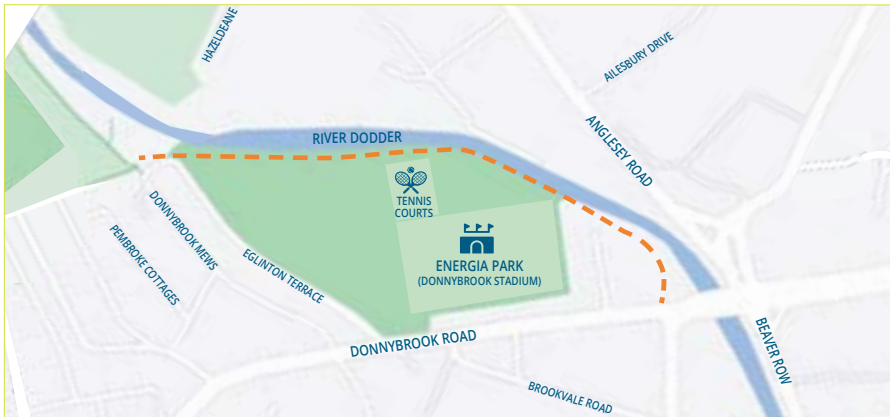 HAZELDEANE
AILESBURY DRIVE
RIVER DODDER
ANGLESEY ROAD
TENNIS
COURTS
DONNYBROOK MEWS
PEMBROKE COTTAGES
EGLINTON TERRACE
ENERGIA PARK
(DONNYBROOK STADIUM)
DONNYBROOK ROAD
BEAVER ROW
BROOKVALE ROAD